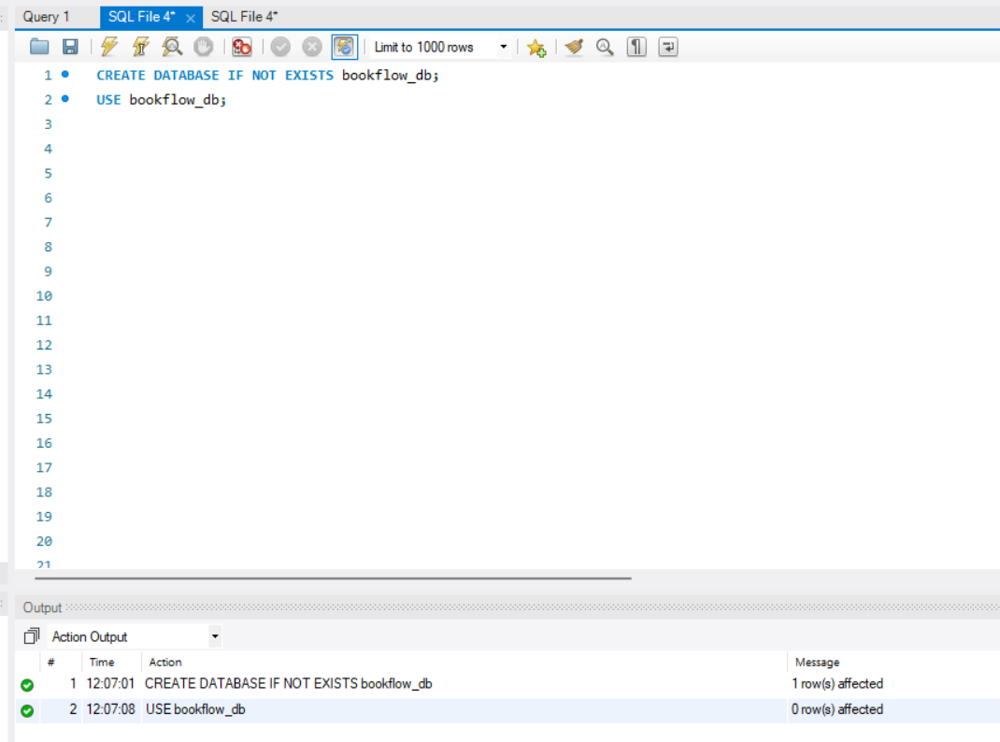 Query 1 SQL File 4* × SQL File 4*
Limit to 1000 rows
1 CREATE DATABASE IF NOT EXISTS bookflow_db;
2 USE bookflow_db;
3
4
5
6
7
8
9
10
11
12
13
14
15
16
17
18
19
20
21
Output
Action Output
# Time Action Message
1 12:07:01 CREATE DATABASE IF NOT EXISTS bookflow_db 1 row(s) affected
2 12:07:08 USE bookflow_db 0 row(s) affected